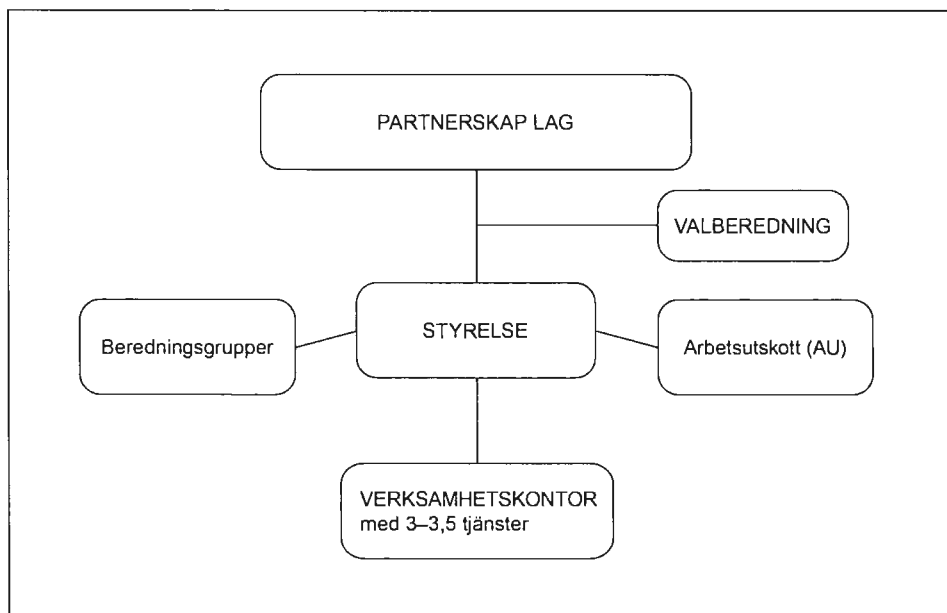 PARTNERSKAP LAG
VALBEREDNING
Beredningsgrupper
STYRELSE
Arbetsutskott (AU)
VERKSAMHETSKONTOR
med 3–3,5 tjänster